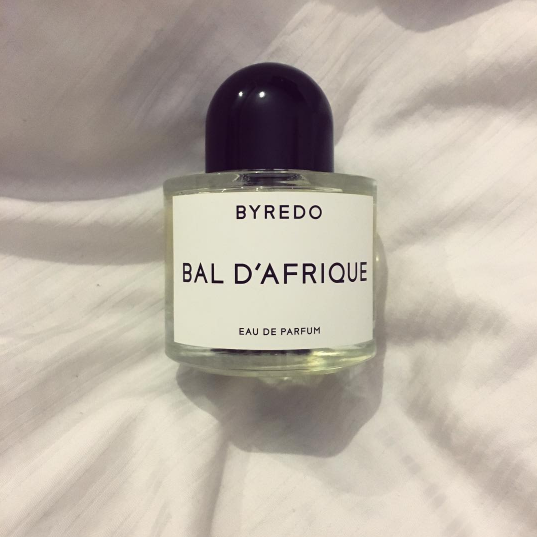 BYREDO
BAL D'AFRIQUE
EAU DE PARFUM